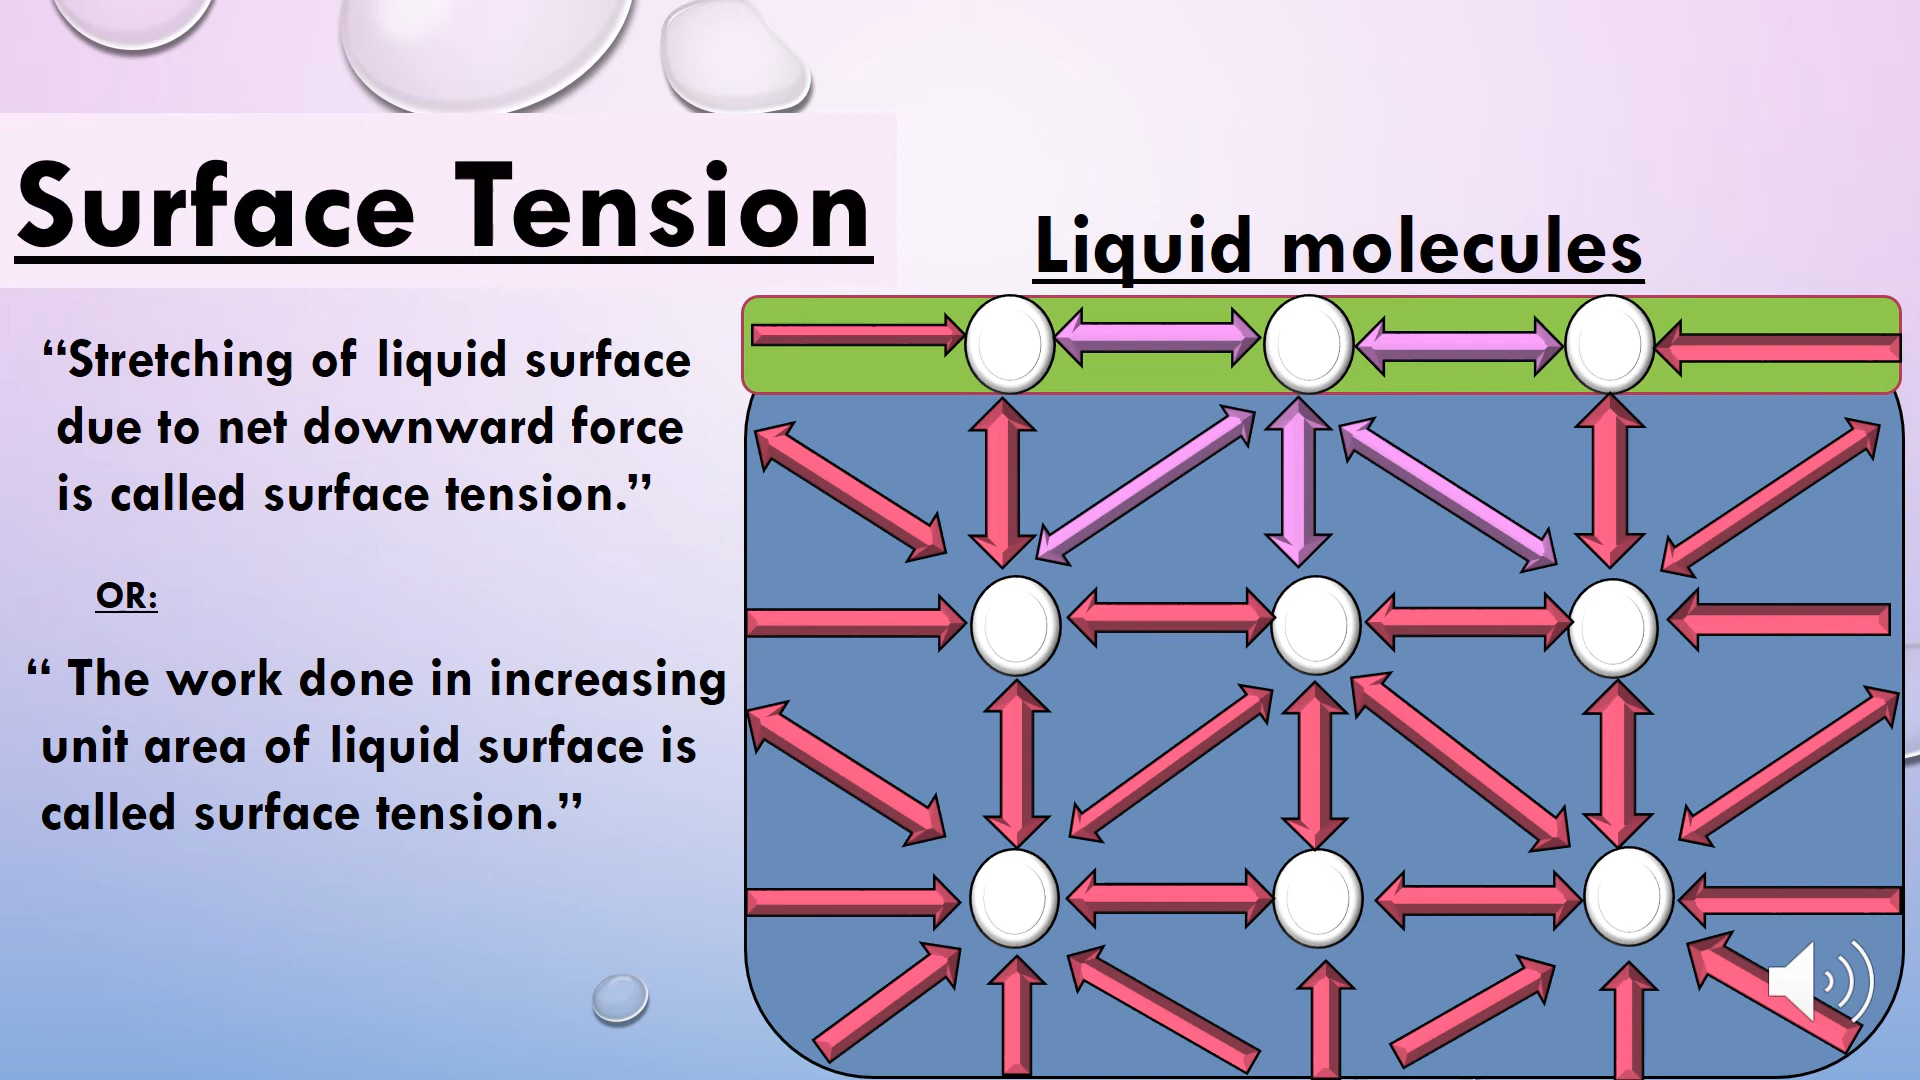 Surface Tension
Liquid molecules
“Stretching of liquid surface
due to net downward force
is called surface tension.”
OR:
“ The work done in increasing
unit area of liquid surface is
called surface tension.”